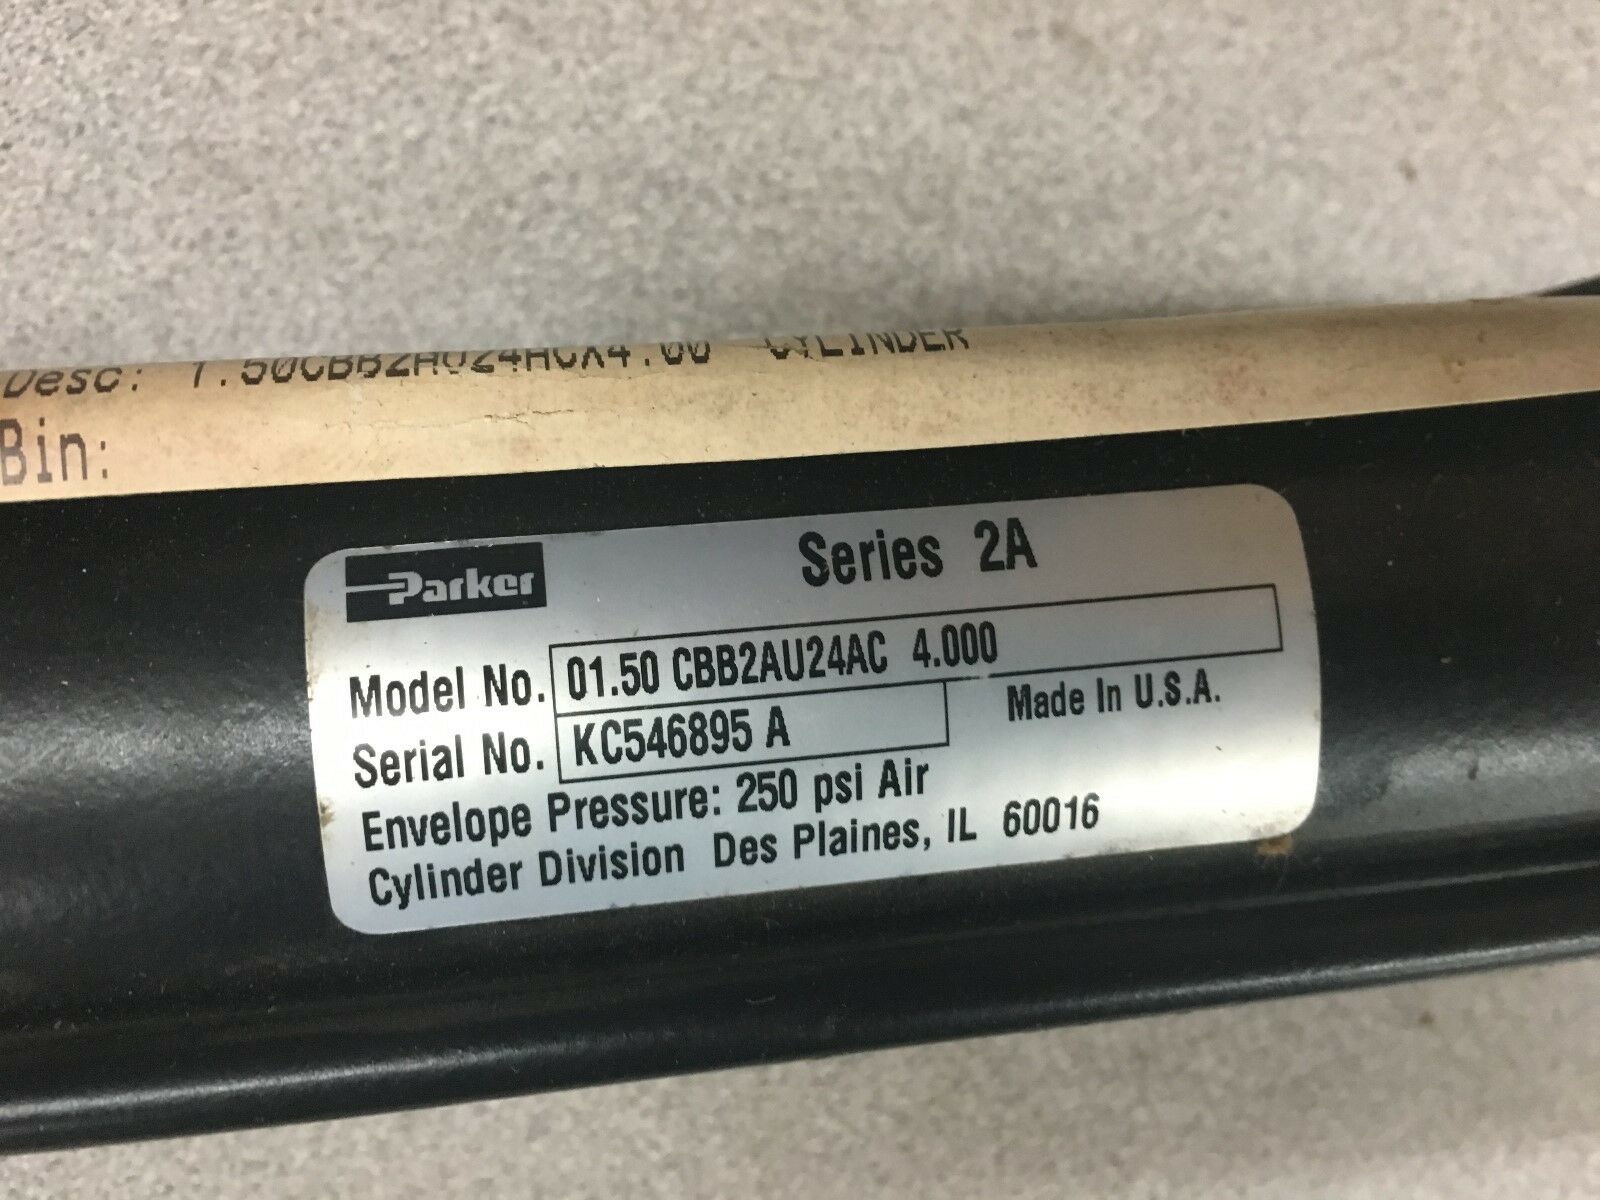 Desc: 1.50CBB2AU24ACX4.00 CYLINDER
Bin:
Parker
Series 2A
Model No. 01.50 CBB2AU24AC 4.000
Serial No. KC546895 A
Made In U.S.A.
Envelope Pressure: 250 psi Air
Cylinder Division Des Plaines, IL 60016